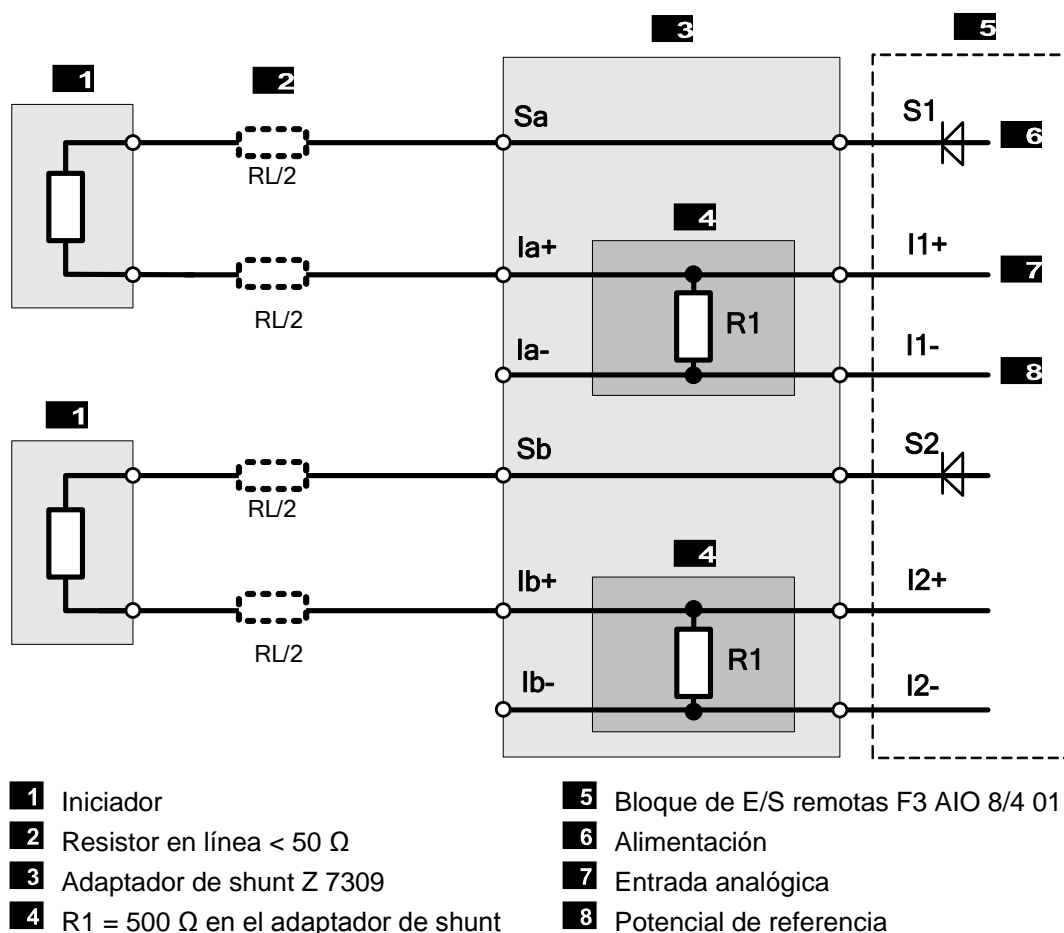 3
5
1
2
Sa
S1
6
RL/2
4
Ia+
I1+
7
RL/2
R1
Ia-
I1-
8
1
Sb
S2
RL/2
4
Ib+
I2+
RL/2
R1
Ib-
I2-
1 Iniciador
2 Resistor en línea < 50 Ω
3 Adaptador de shunt Z 7309
4 R1 = 500 Ω en el adaptador de shunt
5 Bloque de E/S remotas F3 AIO 8/4 01
6 Alimentación
7 Entrada analógica
8 Potencial de referencia